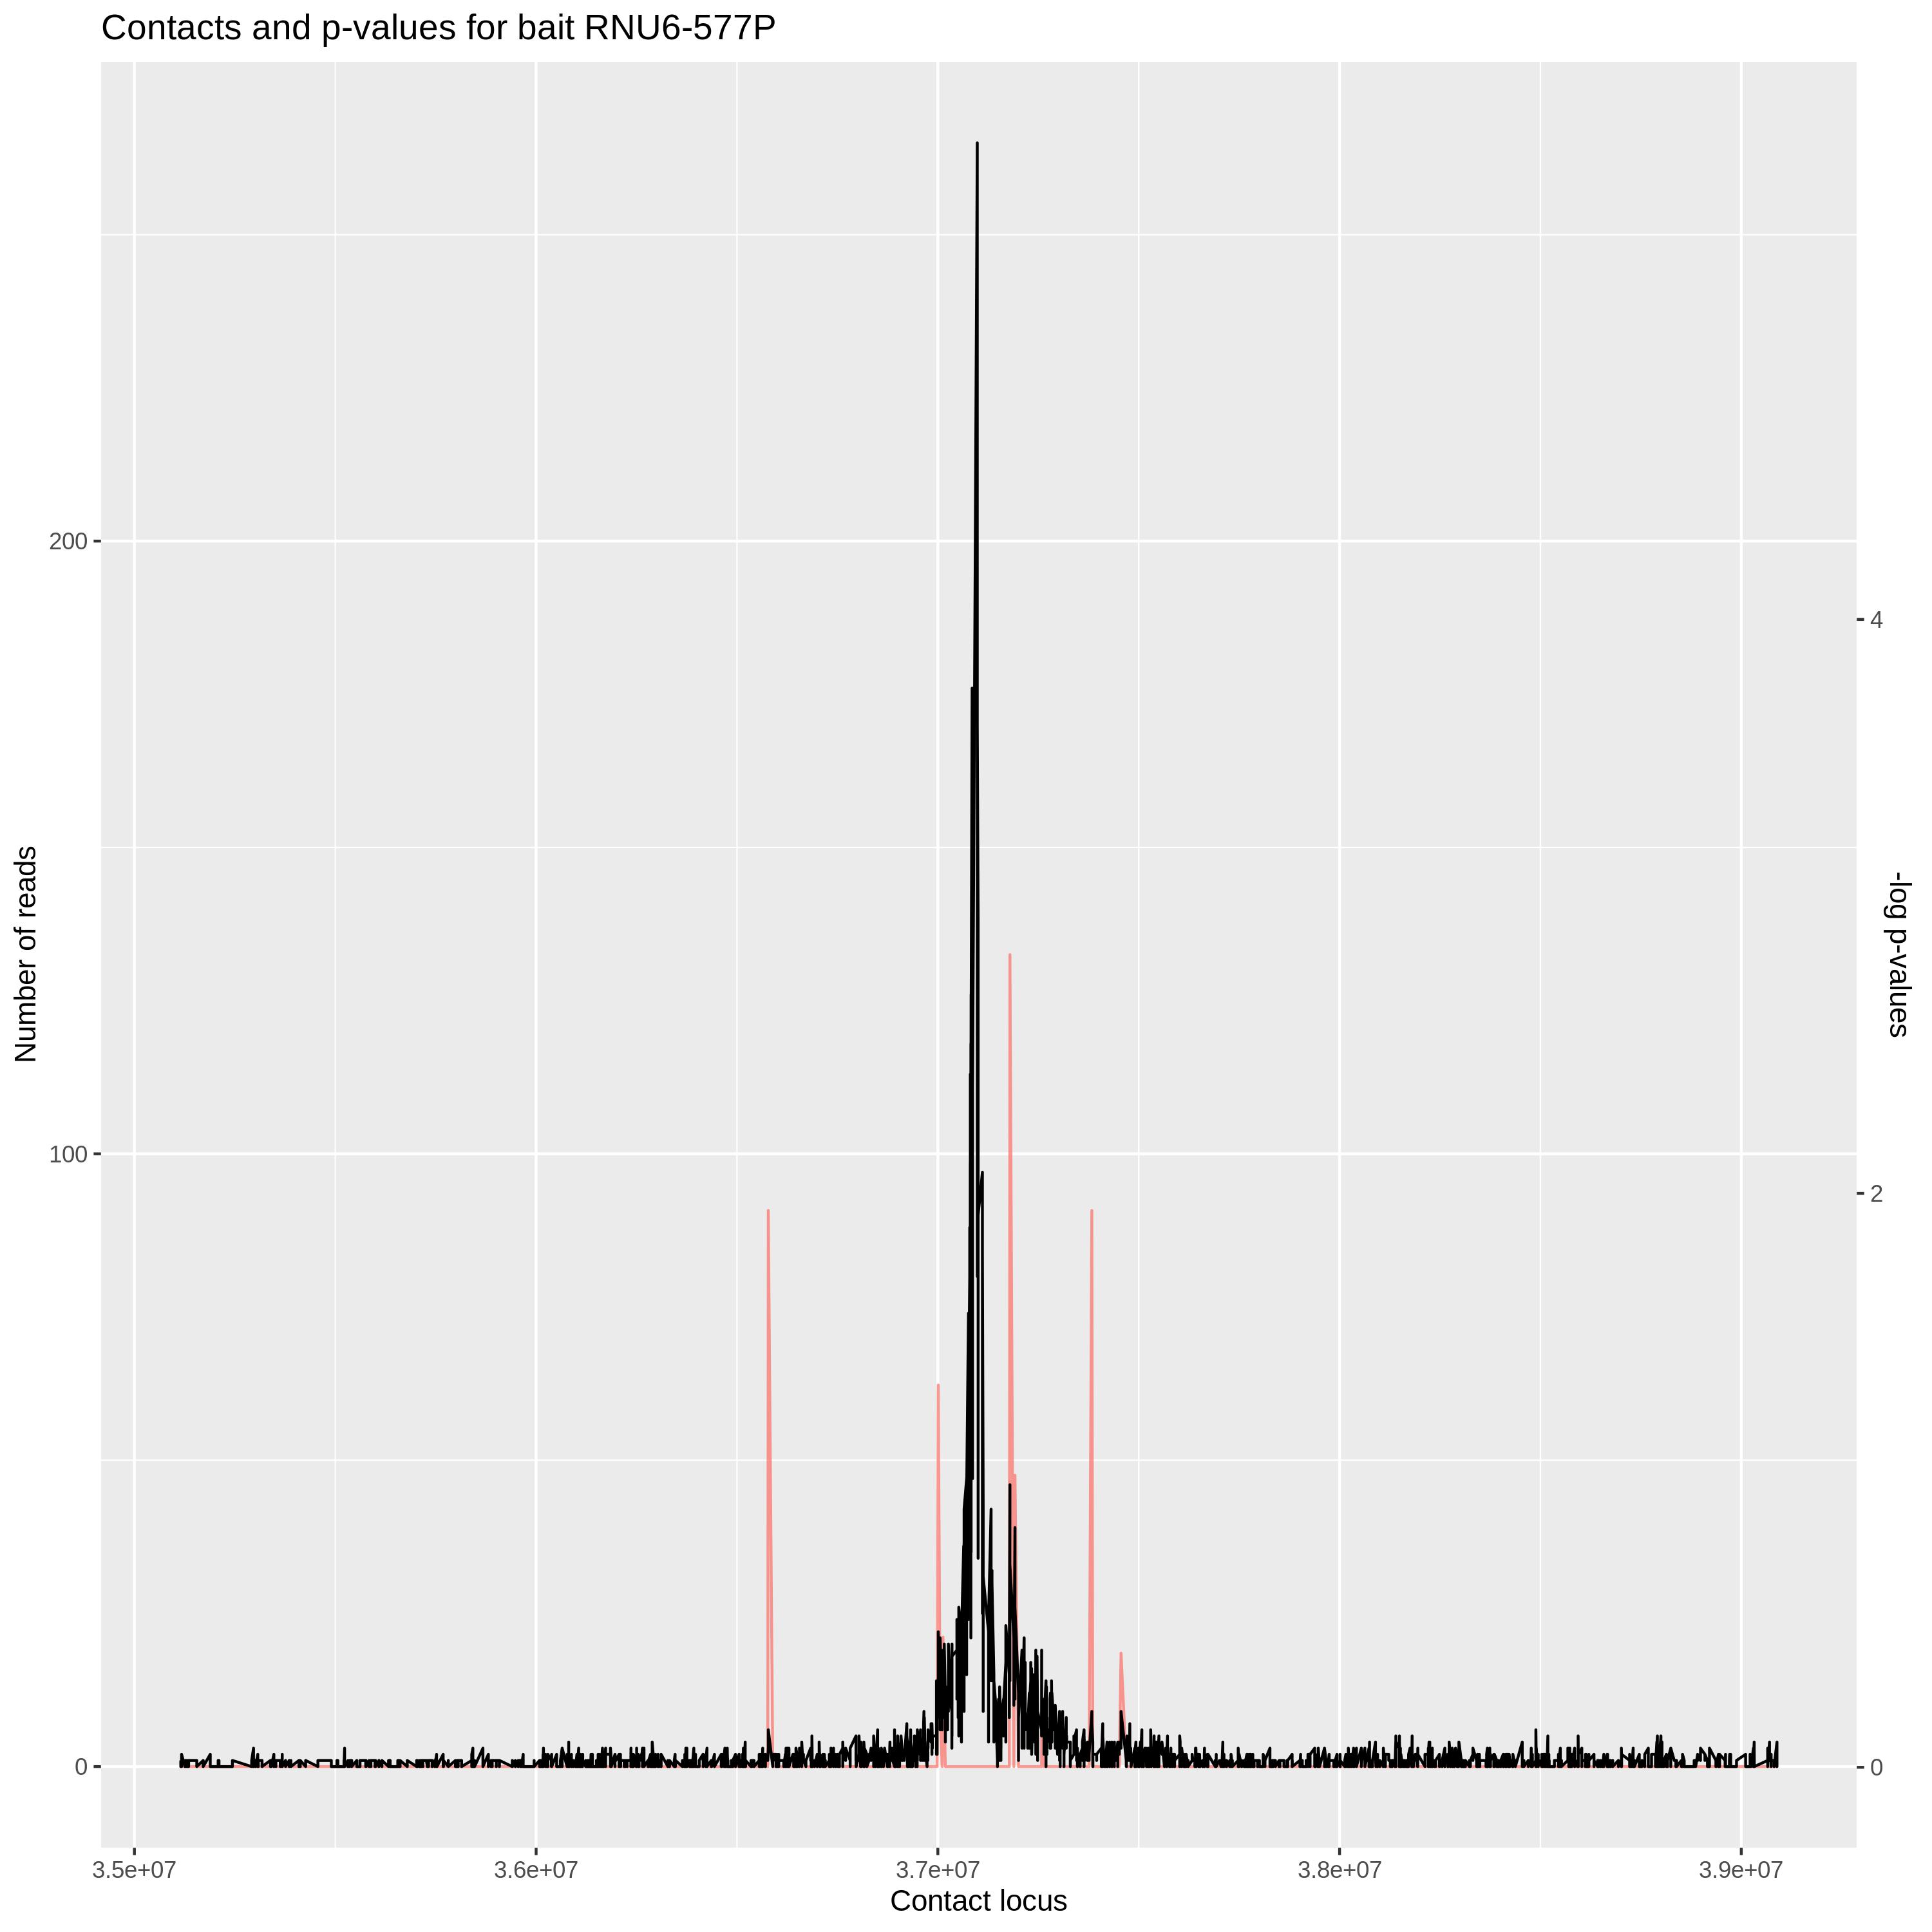 Contacts and p-values for bait RNU6-577P
Number of reads
200
100
0
4
2
0
-log p-values
3.5e+07 3.6e+07 3.7e+07 3.8e+07 3.9e+07
Contact locus